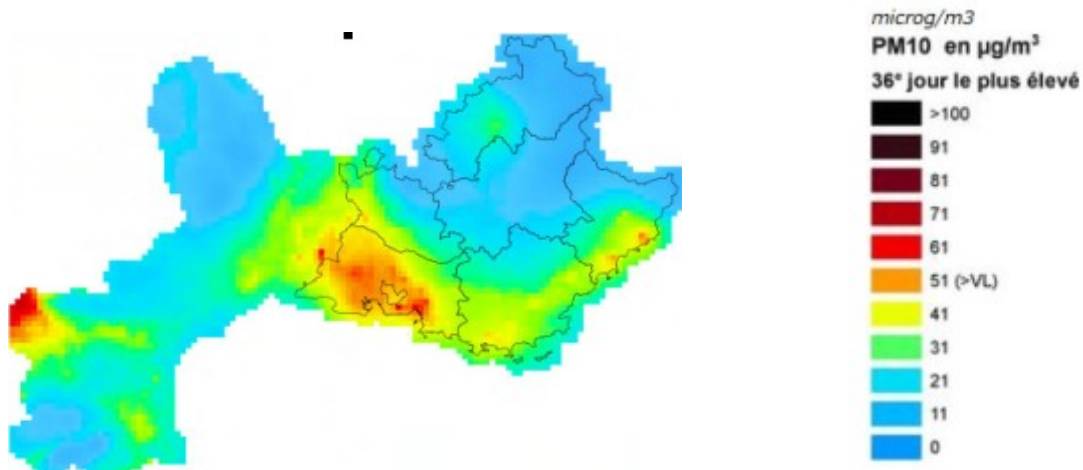 microg/m3
PM10 en µg/m³
36ᵉ jour le plus élevé
>100
91
81
71
61
51 (>VL)
41
31
21
11
0